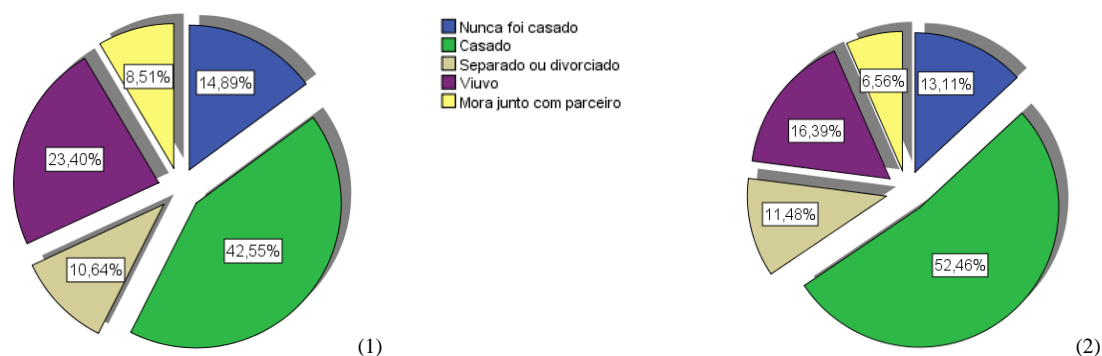 8,51%
14,89%
23,40%
10,64%
42,55%
(1)
Nunca foi casado
Casado
Separado ou divorciado
Viuvo
Mora junto com parceiro
6,56%
13,11%
16,39%
11,48%
52,46%
(2)